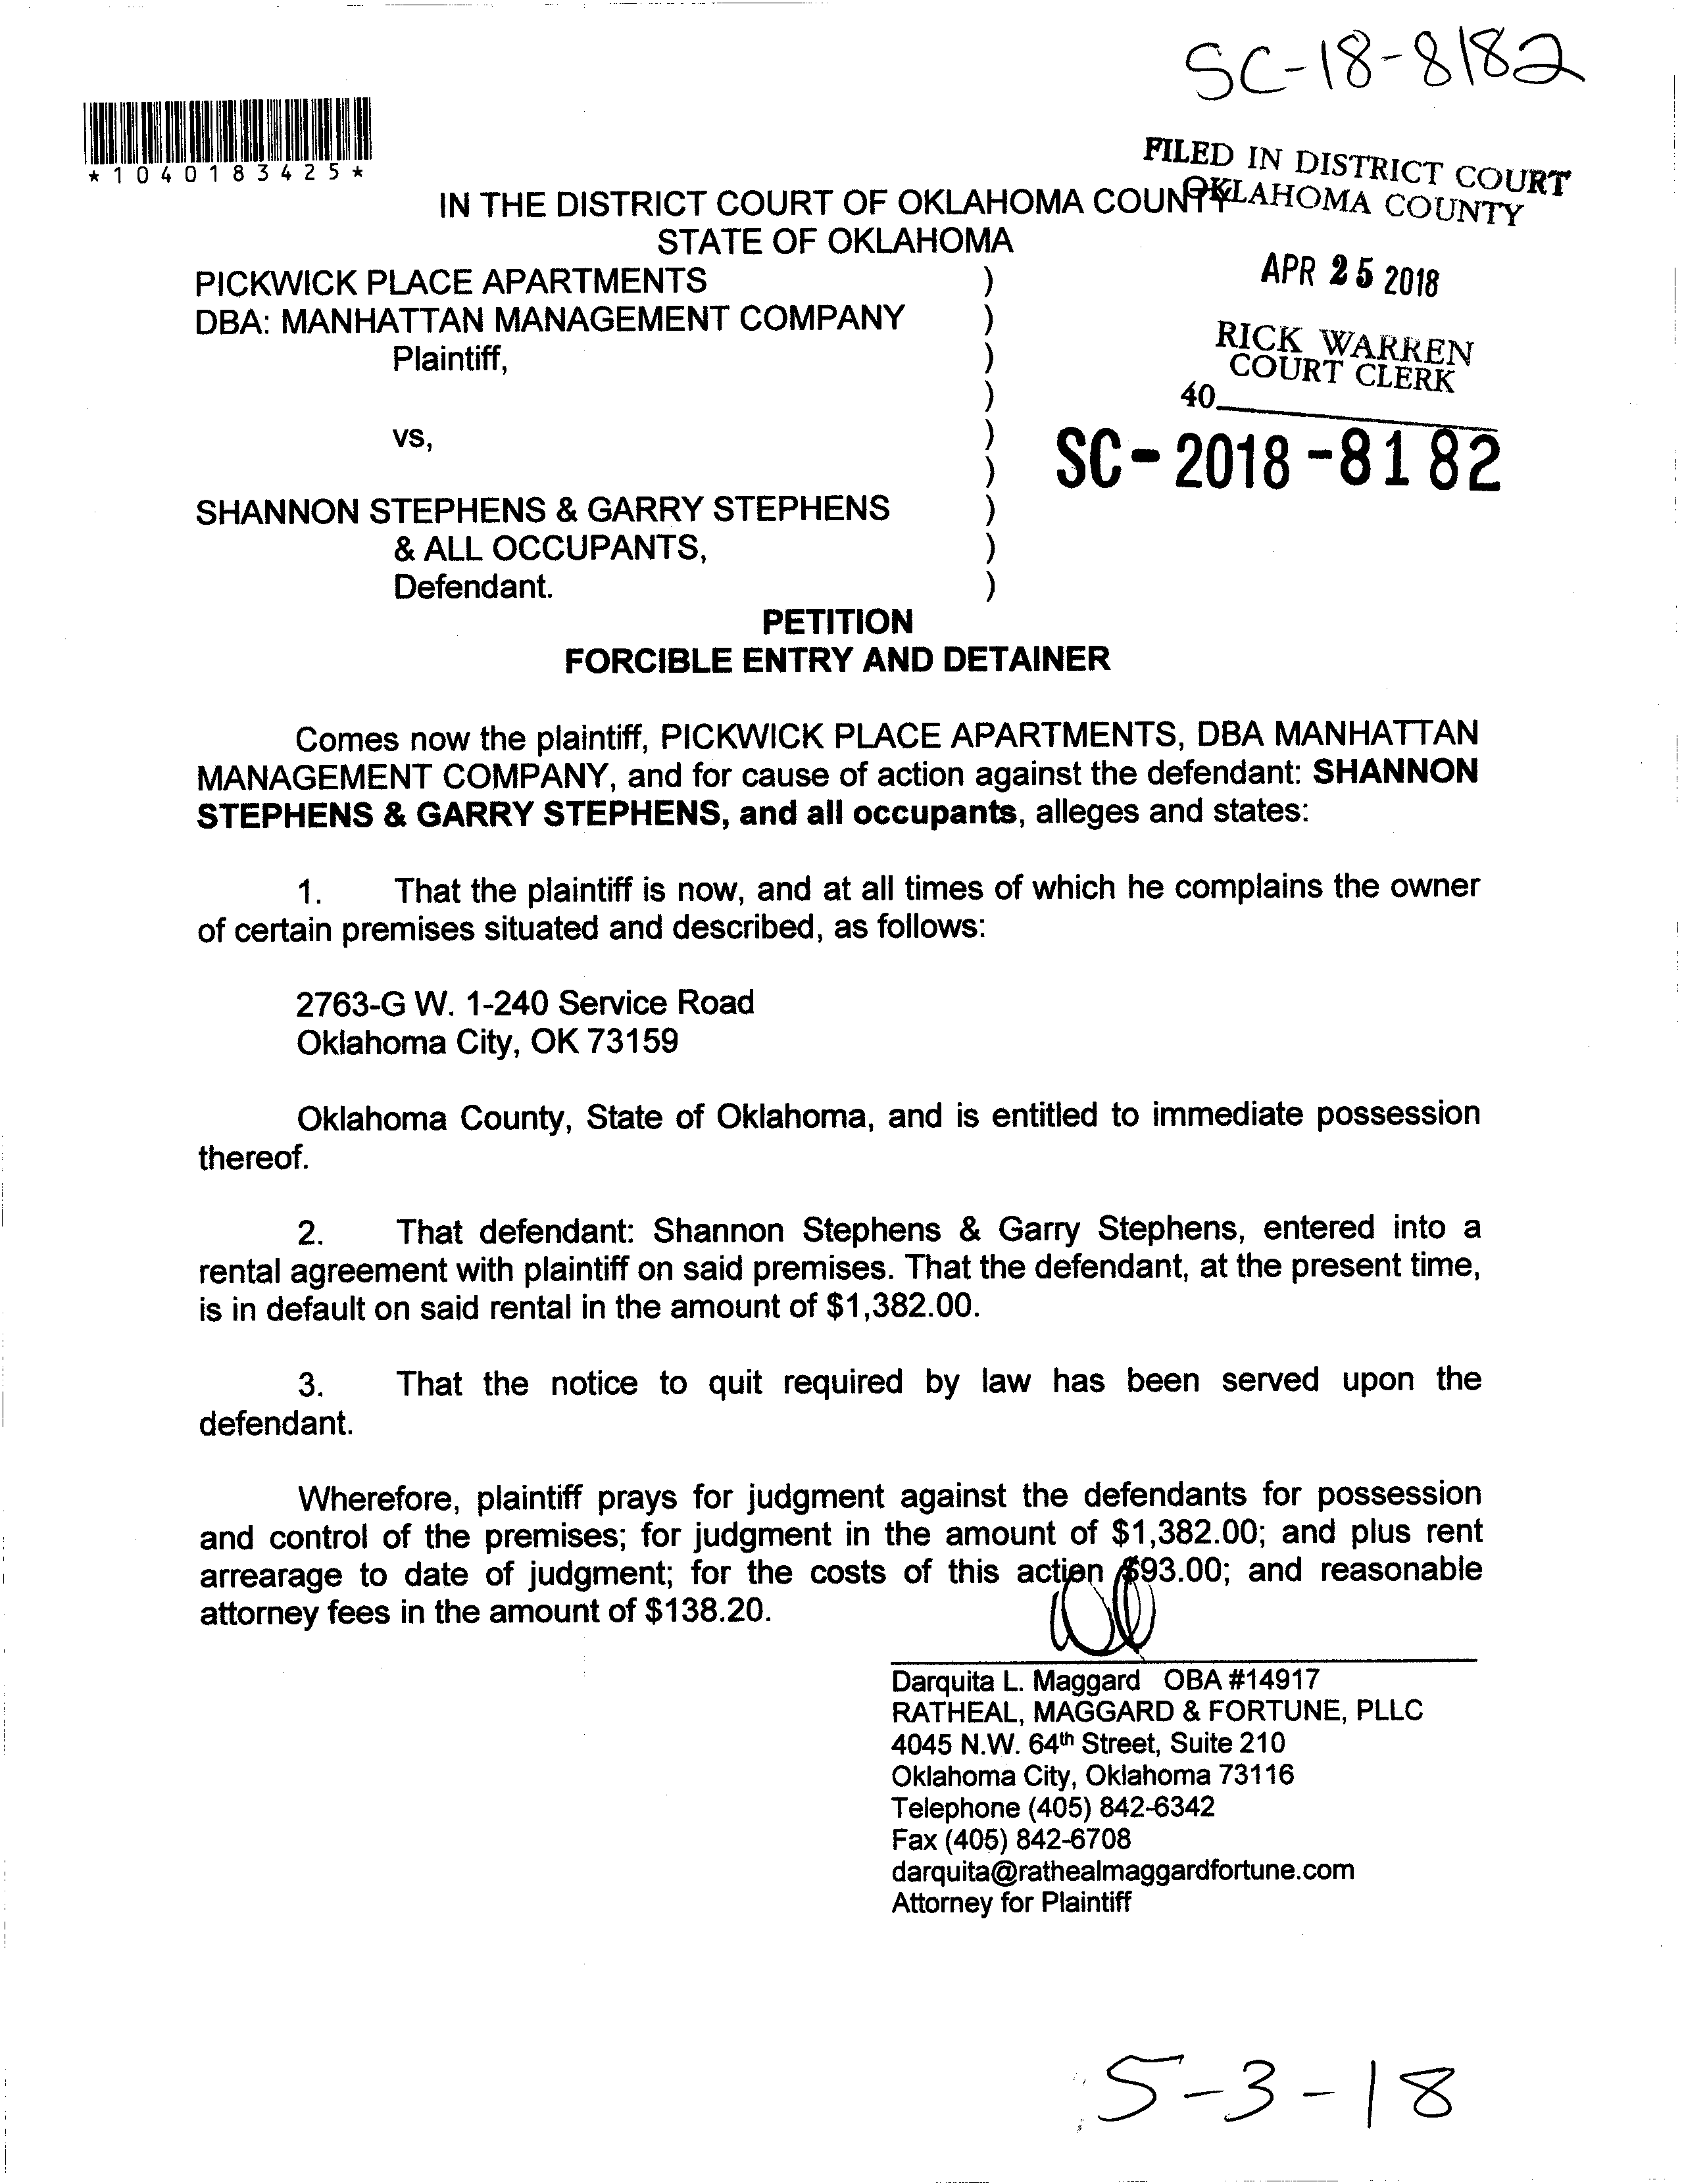 SC-18-8182
*1040183425*
FILED IN DISTRICT COURT
OKLAHOMA COUNTY
IN THE DISTRICT COURT OF OKLAHOMA COUNTY
STATE OF OKLAHOMA
APR 25 2018
RICK WARREN
COURT CLERK
40
SC-2018-8182
PICKWICK PLACE APARTMENTS )
DBA: MANHATTAN MANAGEMENT COMPANY )
Plaintiff, )
)
vs, )
)
SHANNON STEPHENS & GARRY STEPHENS )
& ALL OCCUPANTS, )
Defendant. )
PETITION
FORCIBLE ENTRY AND DETAINER
Comes now the plaintiff, PICKWICK PLACE APARTMENTS, DBA MANHATTAN
MANAGEMENT COMPANY, and for cause of action against the defendant: SHANNON
STEPHENS & GARRY STEPHENS, and all occupants, alleges and states:
1. That the plaintiff is now, and at all times of which he complains the owner
of certain premises situated and described, as follows:
2763-G W. 1-240 Service Road
Oklahoma City, OK 73159
Oklahoma County, State of Oklahoma, and is entitled to immediate possession
thereof.
2. That defendant: Shannon Stephens & Garry Stephens, entered into a
rental agreement with plaintiff on said premises. That the defendant, at the present time,
is in default on said rental in the amount of $1,382.00.
3. That the notice to quit required by law has been served upon the
defendant.
Wherefore, plaintiff prays for judgment against the defendants for possession
and control of the premises; for judgment in the amount of $1,382.00; and plus rent
arrearage to date of judgment; for the costs of this action $93.00; and reasonable
attorney fees in the amount of $138.20.
Darquita L. Maggard OBA #14917
RATHEAL, MAGGARD & FORTUNE, PLLC
4045 N.W. 64th Street, Suite 210
Oklahoma City, Oklahoma 73116
Telephone (405) 842-6342
Fax (405) 842-6708
darquita@rathealmaggardfortune.com
Attorney for Plaintiff
5-3-18